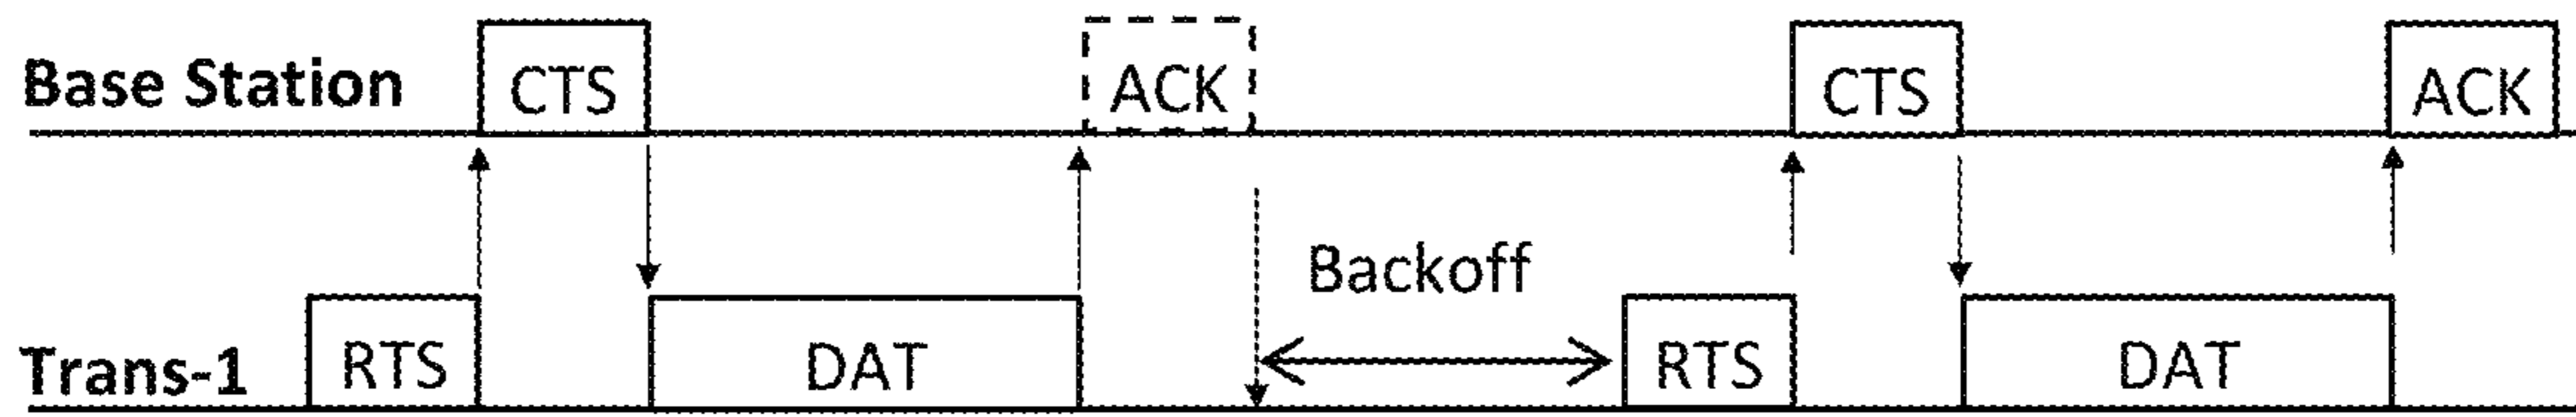 Base Station CTS ACK CTS ACK
Backoff
Trans-1 RTS DAT RTS DAT